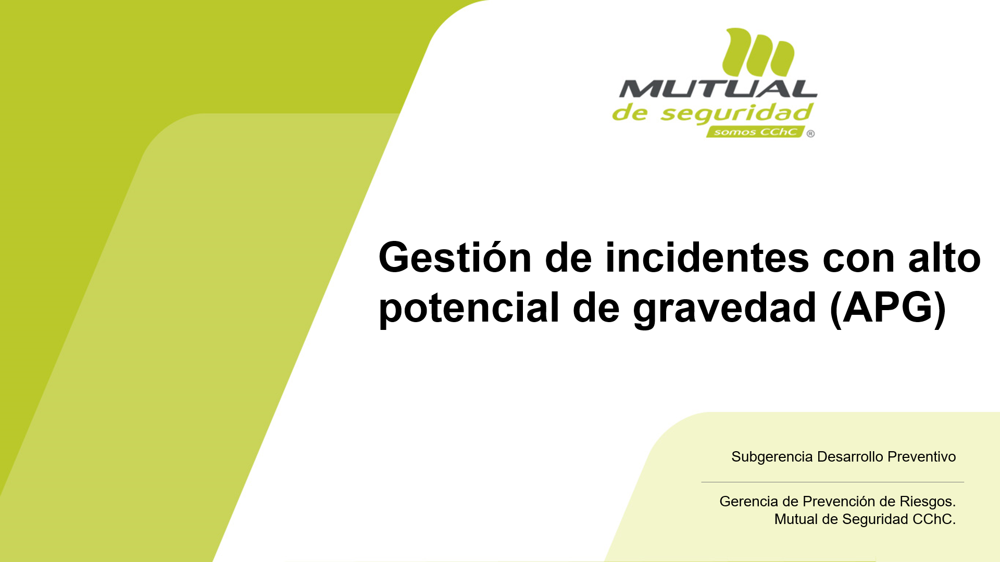 MUTUAL
de seguridad
somos CChC ®
Gestión de incidentes con alto
potencial de gravedad (APG)
Subgerencia Desarrollo Preventivo
Gerencia de Prevención de Riesgos.
Mutual de Seguridad CChC.